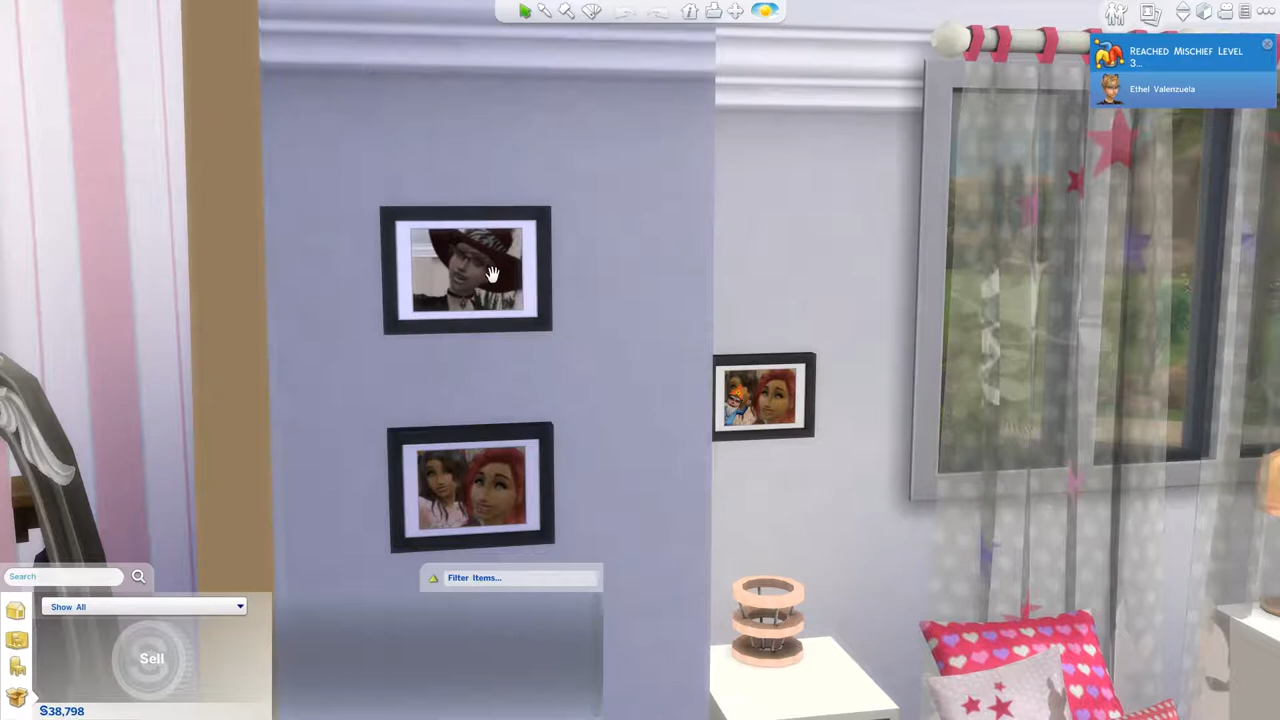 REACHED MISCHIEF LEVEL
3...
Ethel Valenzuela
Search
Filter Items...
Show All
Sell
§38,798